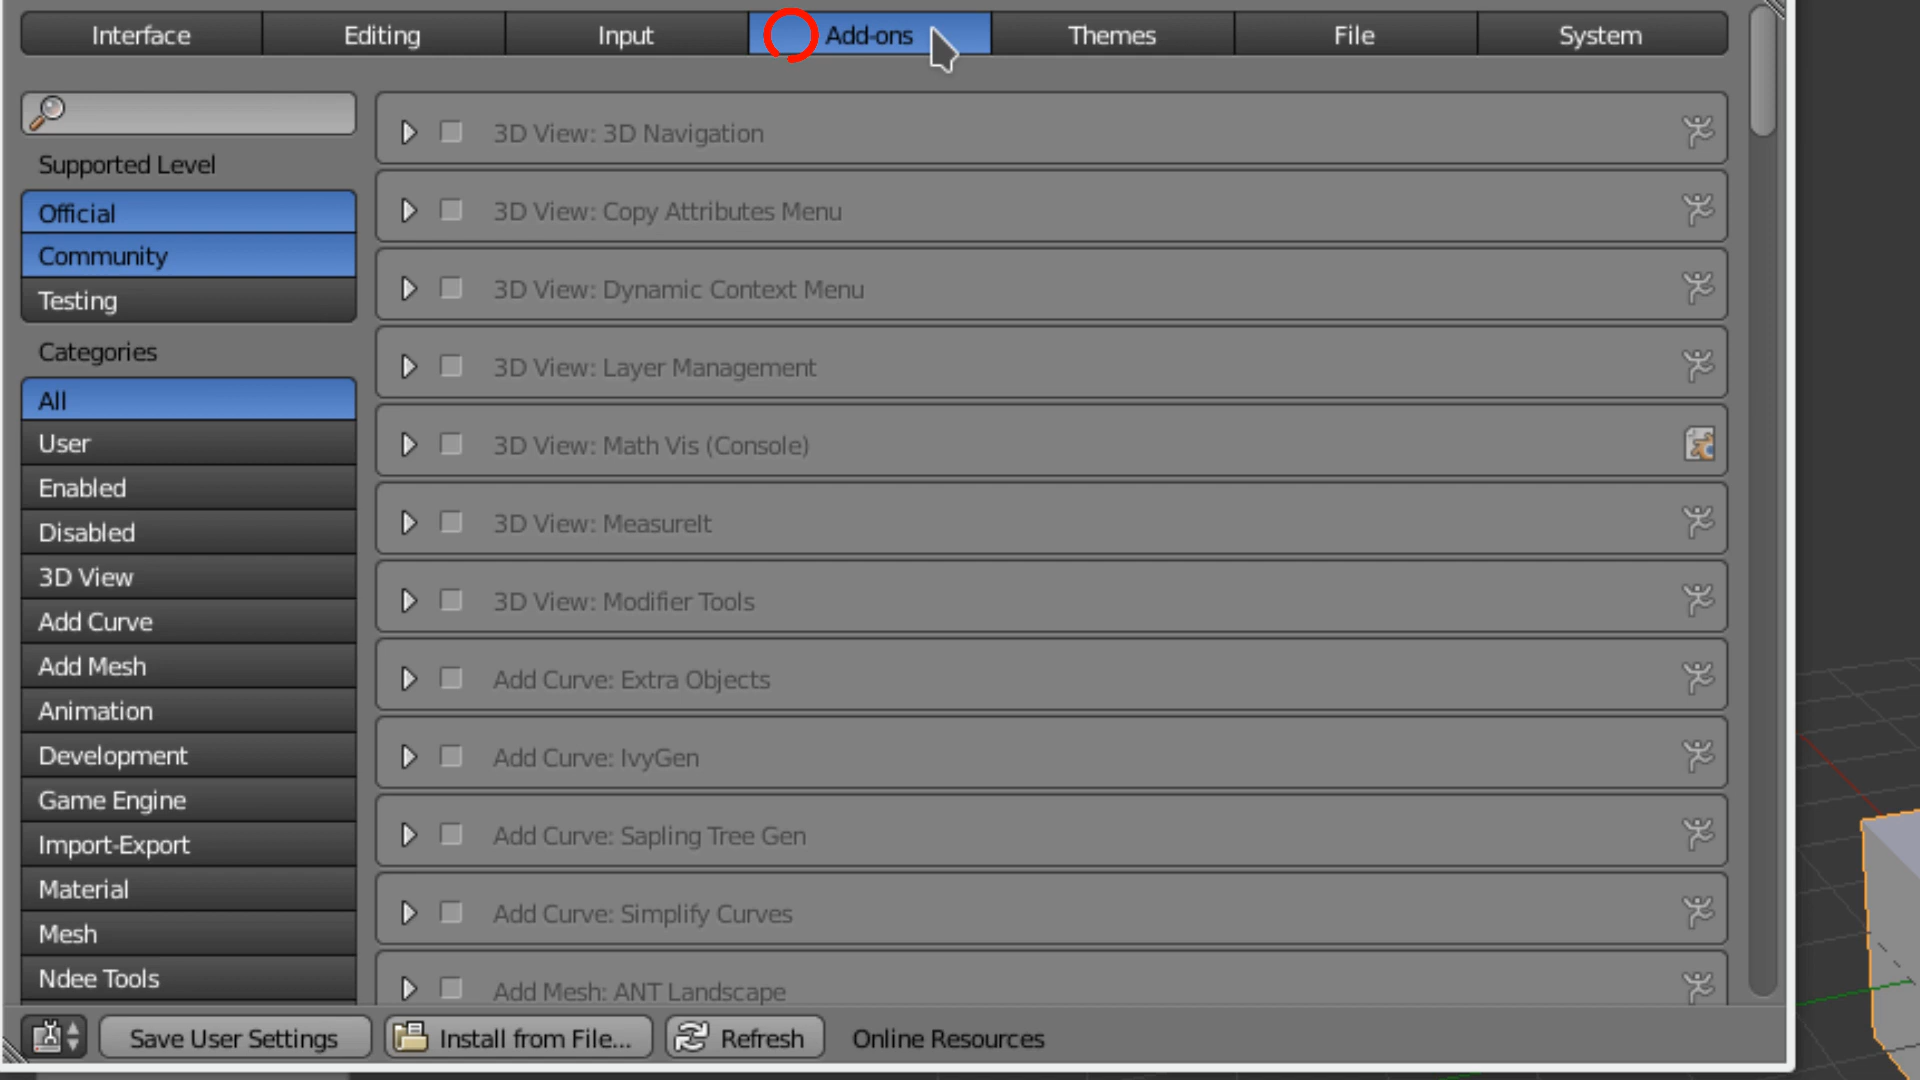 Interface
Editing
Input
Add-ons
Themes
File
System
Supported Level
Official
Community
Testing
Categories
All
User
Enabled
Disabled
3D View
Add Curve
Add Mesh
Animation
Development
Game Engine
Import-Export
Material
Mesh
Ndee Tools
3D View: 3D Navigation
3D View: Copy Attributes Menu
3D View: Dynamic Context Menu
3D View: Layer Management
3D View: Math Vis (Console)
3D View: MeasureIt
3D View: Modifier Tools
Add Curve: Extra Objects
Add Curve: IvyGen
Add Curve: Sapling Tree Gen
Add Curve: Simplify Curves
Add Mesh: ANT Landscape
Save User Settings
Install from File...
Refresh
Online Resources